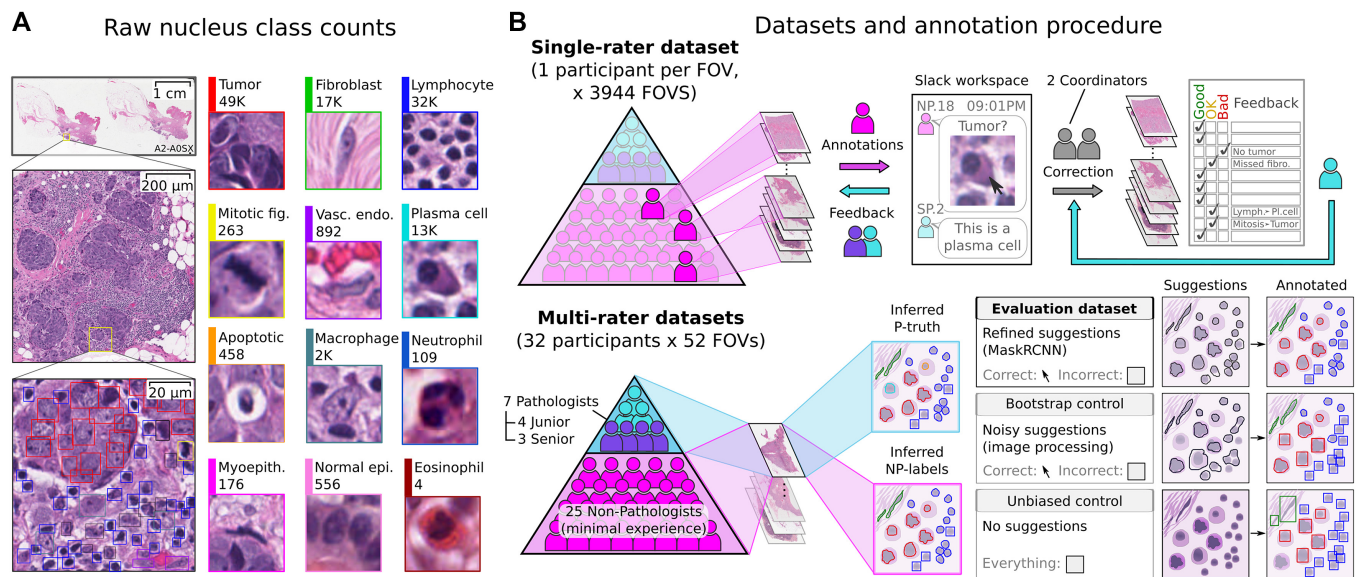 A
Raw nucleus class counts
1 cm
A2-A0SX
200 µm
20 µm
Tumor
49K
Fibroblast
17K
Lymphocyte
32K
Mitotic fig.
263
Vasc. endo.
892
Plasma cell
13K
Apoptotic
458
Macrophage
2K
Neutrophil
109
Myoepith.
176
Normal epi.
556
Eosinophil
4
B
Datasets and annotation procedure
Single-rater dataset
(1 participant per FOV,
x 3944 FOVS)
Annotations
Feedback
Slack workspace
NP.18 09:01PM
Tumor?
SP.2
This is a
plasma cell
2 Coordinators
Correction
Good
OK
Bad
Feedback
No tumor
Missed fibro.
Lymph.▸ Pl.cell
Mitosis▸Tumor
Multi-rater datasets
(32 participants x 52 FOVs)
7 Pathologists
4 Junior
3 Senior
25 Non-Pathologists
(minimal experience)
Inferred
P-truth
Inferred
NP-labels
Suggestions
Annotated
Evaluation dataset
Refined suggestions
(MaskRCNN)
Correct: Incorrect:
Bootstrap control
Noisy suggestions
(image processing)
Correct: Incorrect:
Unbiased control
No suggestions
Everything: